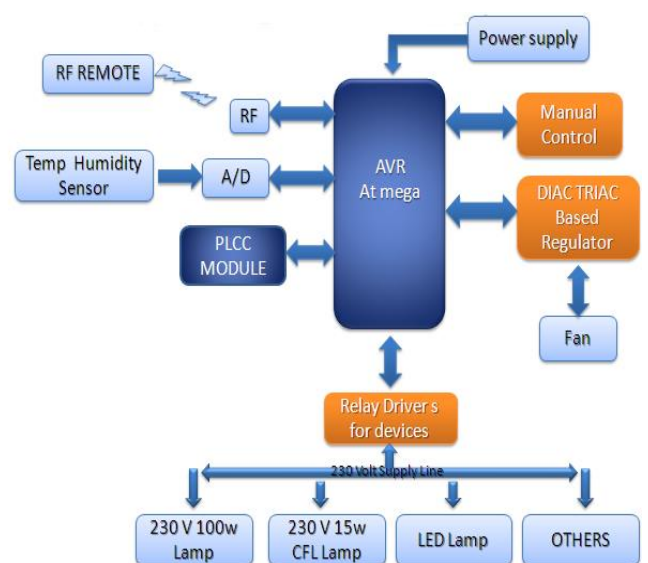 Power supply
RF REMOTE
RF
Manual
Control
AVR
At mega
Temp Humidity
Sensor
A/D
DIAC TRIAC
Based
Regulator
PLCC
MODULE
Fan
Relay Driver s
for devices
230 Volt Supply Line
230 V 100w
Lamp
230 V 15w
CFL Lamp
LED Lamp
OTHERS